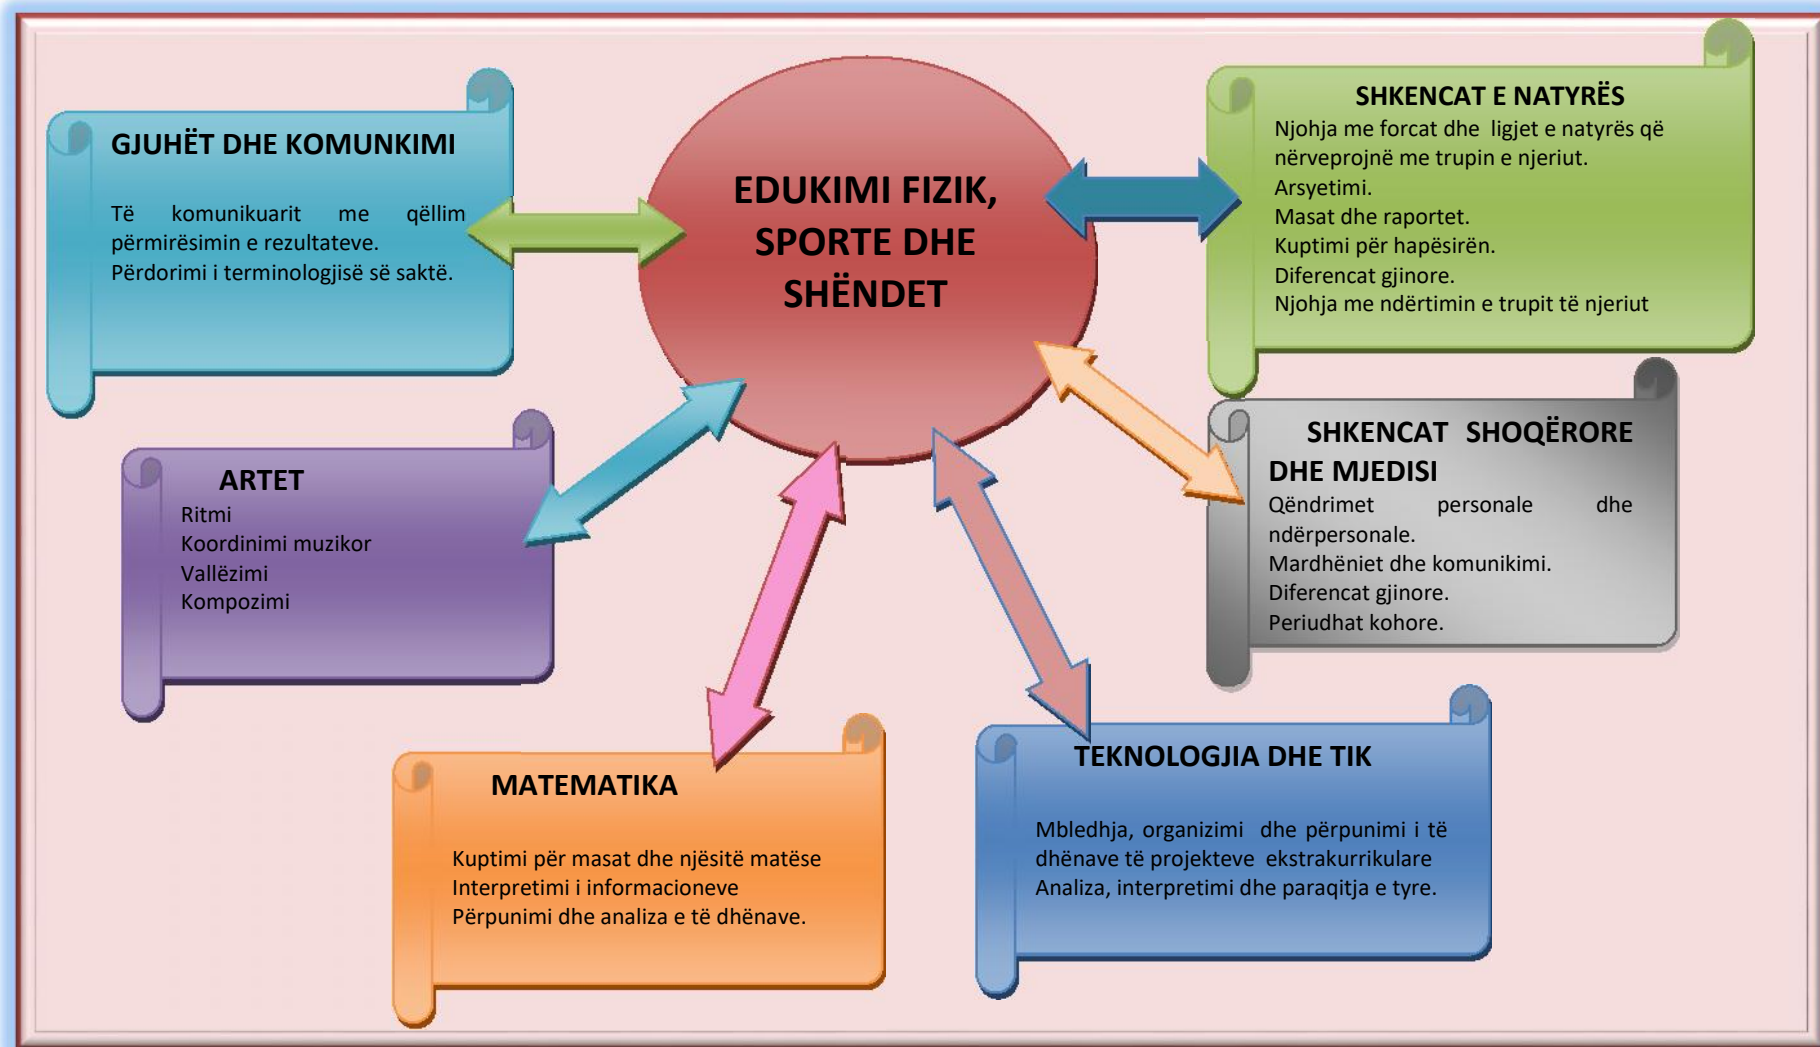 GJUHËT DHE KOMUNKIMI
Të komunikuarit me qëllim
përmirësimin e rezultateve.
Përdorimi i terminologjisë së saktë.
EDUKIMI FIZIK,
SPORTE DHE
SHËNDET
SHKENCAT E NATYRËS
Njohja me forcat dhe ligjet e natyrës që
nërveprojnë me trupin e njeriut.
Arsyetimi.
Masat dhe raportet.
Kuptimi për hapësirën.
Diferencat gjinore.
Njohja me ndërtimin e trupit të njeriut
ARTET
Ritmi
Koordinimi muzikor
Vallëzimi
Kompozimi
SHKENCAT SHOQËRORE
DHE MJEDISI
Qëndrimet personale dhe
ndërpersonale.
Mardhëniet dhe komunikimi.
Diferencat gjinore.
Periudhat kohore.
MATEMATIKA
Kuptimi për masat dhe njësitë matëse
Interpretimi i informacioneve
Përpunimi dhe analiza e të dhënave.
TEKNOLOGJIA DHE TIK
Mbledhja, organizimi dhe përpunimi i të
dhënave të projekteve ekstrakurrikulare
Analiza, interpretimi dhe paraqitja e tyre.